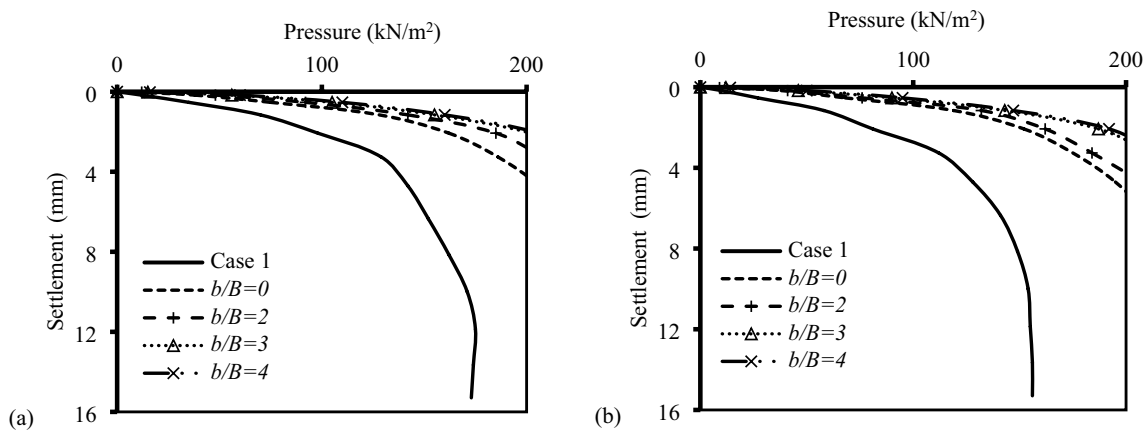 Pressure (kN/m²)
0 100 200
0
4
8
12
16
Settlement (mm)
Case 1
b/B=0
b/B=2
b/B=3
b/B=4
(a)
Pressure (kN/m²)
0 100 200
0
4
8
12
16
Settlement (mm)
Case 1
b/B=0
b/B=2
b/B=3
b/B=4
(b)